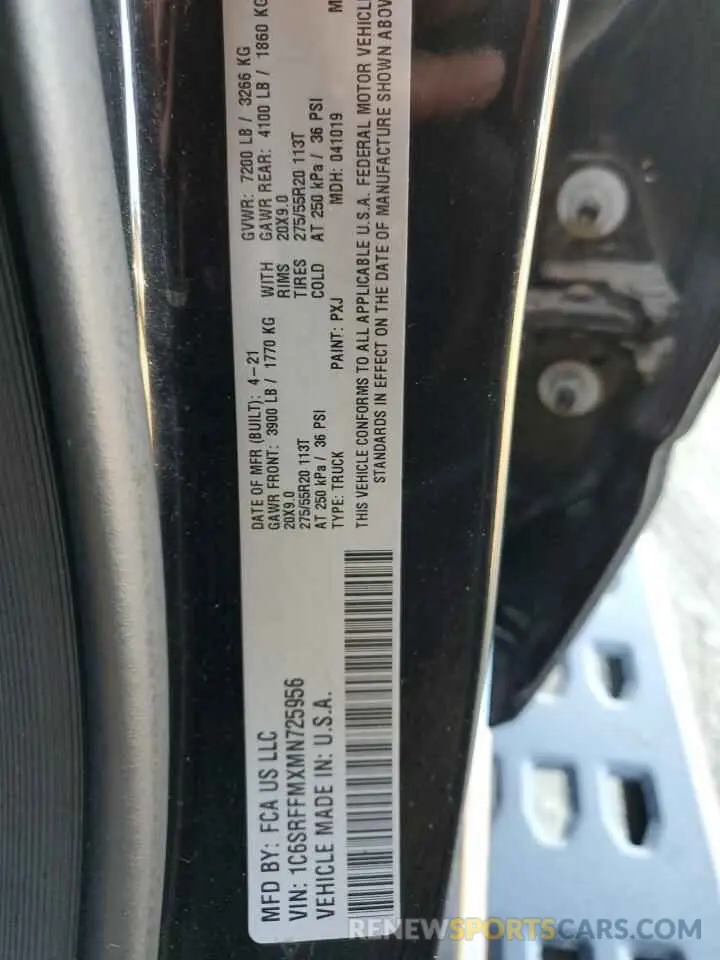 MFD BY: FCA US LLC
VIN: 1C6SRFFMXMN725956
VEHICLE MADE IN: U.S.A.
DATE OF MFR (BUILT): 4-21 GVWR: 7200 LB / 3266 KG
GAWR FRONT: 3900 LB / 1770 KG WITH GAWR REAR: 4100 LB / 1860 KG
20X9.0 RIMS 20X9.0
275/55R20 113T TIRES 275/55R20 113T
AT 250 kPa / 36 PSI COLD AT 250 kPa / 36 PSI
TYPE: TRUCK PAINT: PXJ MDH: 041019
THIS VEHICLE CONFORMS TO ALL APPLICABLE U.S.A. FEDERAL MOTOR
STANDARDS IN EFFECT ON THE DATE OF MANUFACTURE SHOWN
RENEWSPORTSCARS.COM